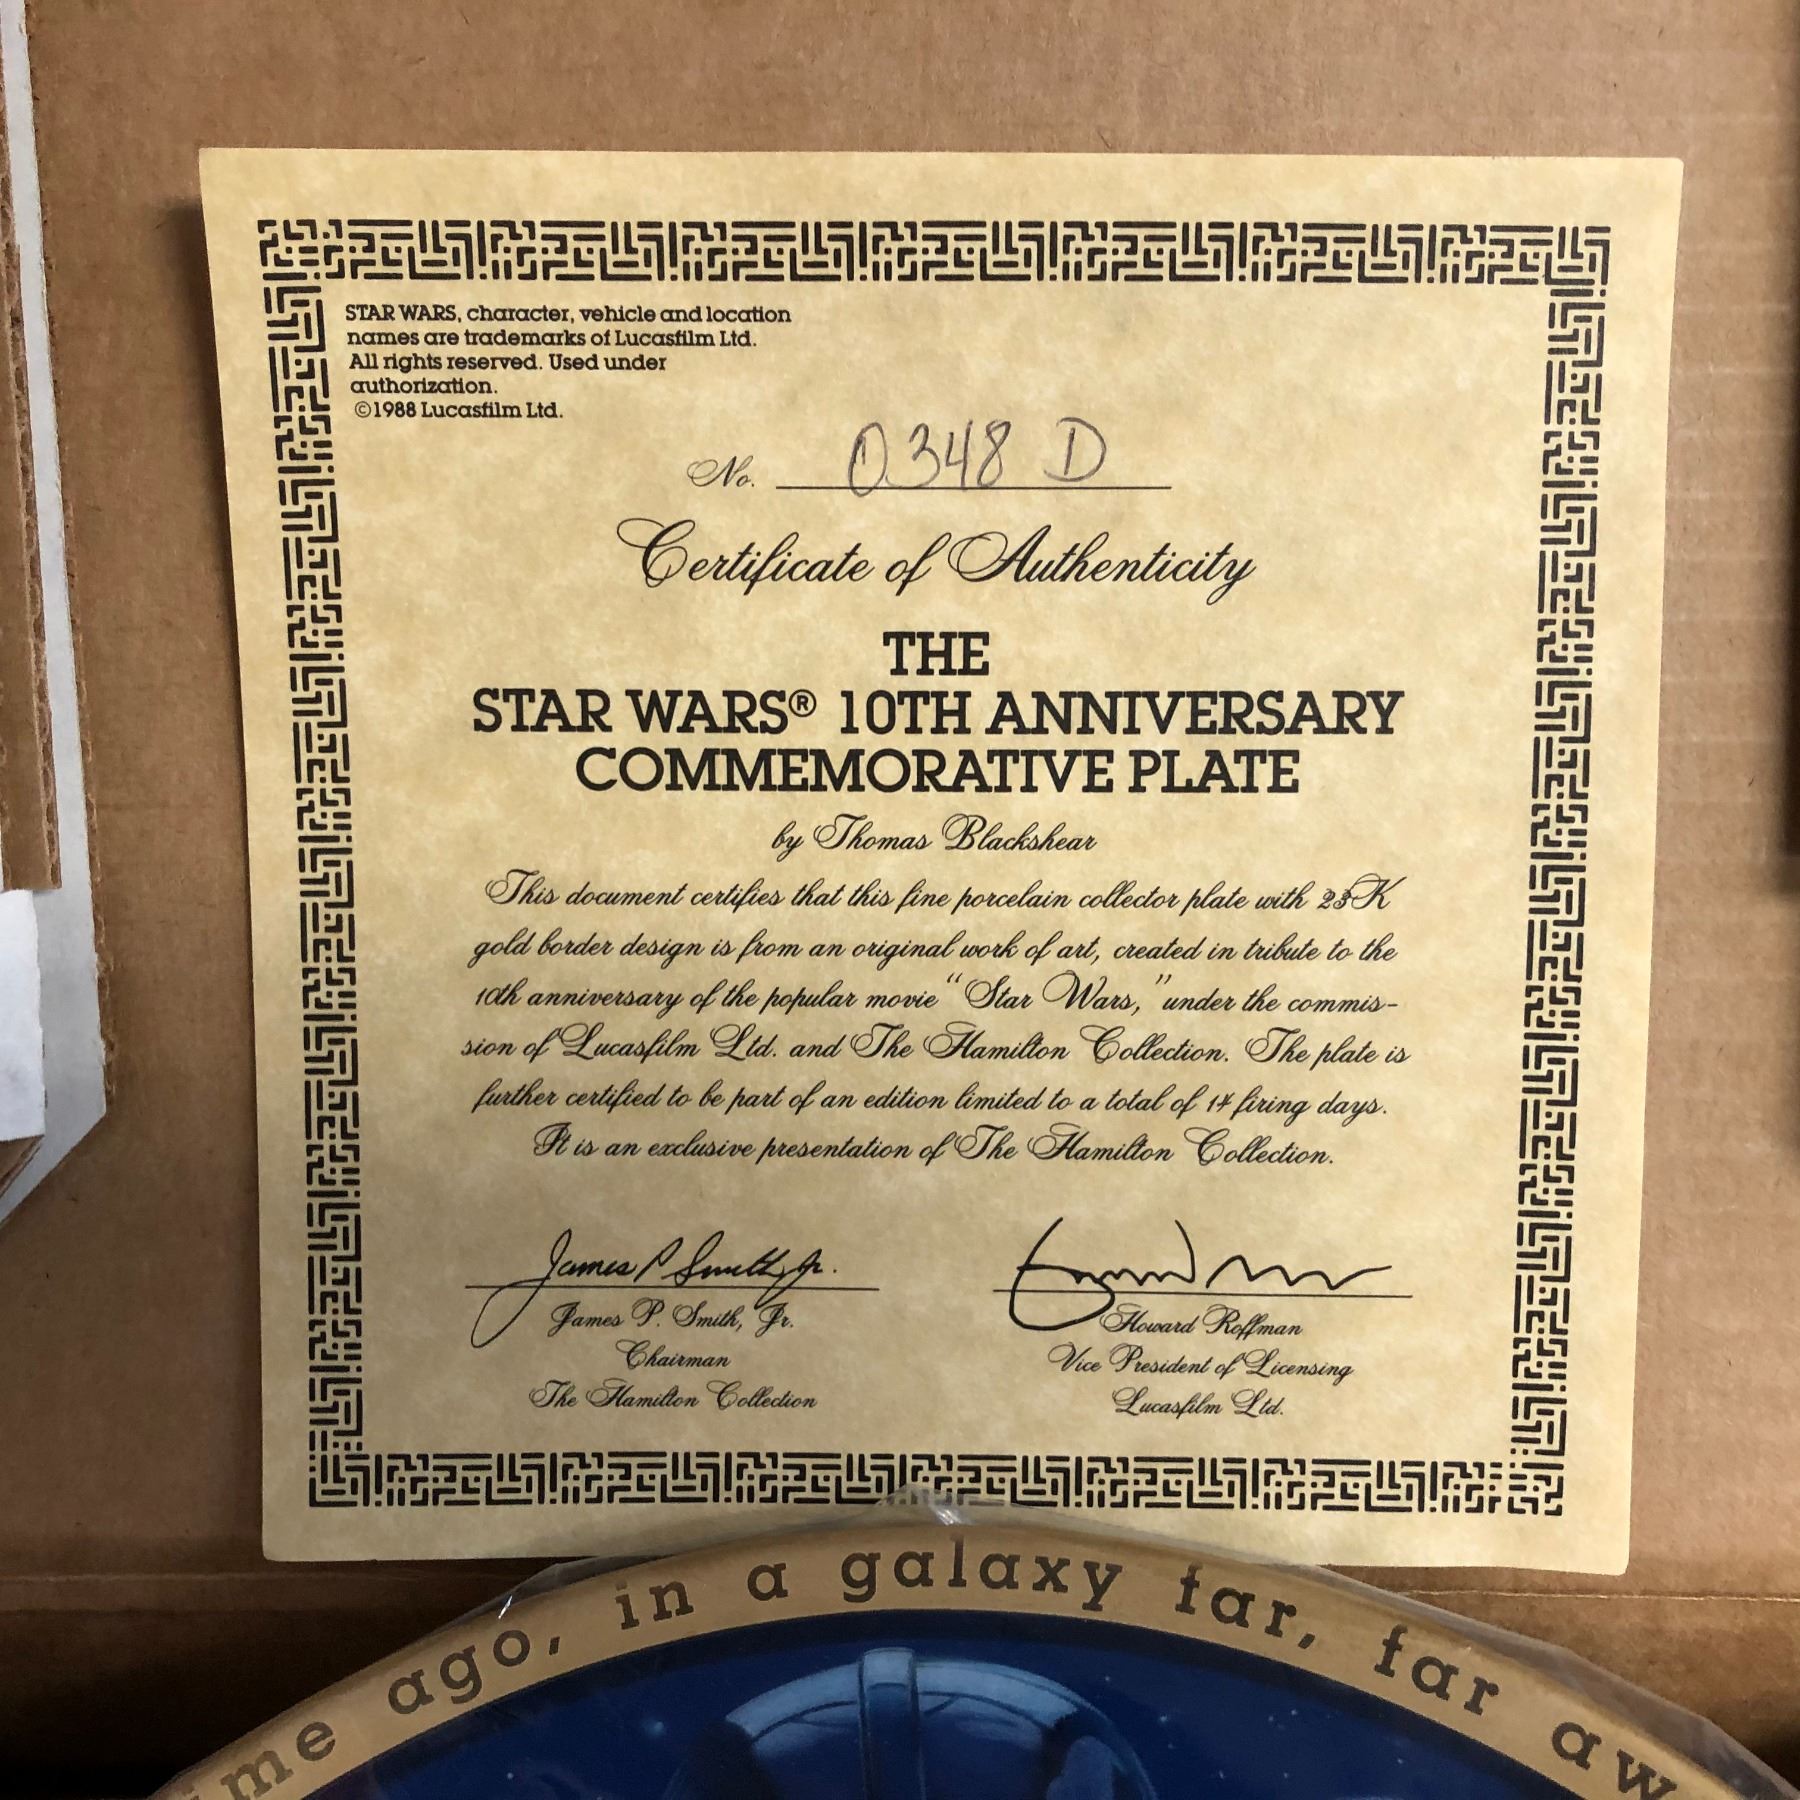 STAR WARS, character, vehicle and location
names are trademarks of Lucasfilm Ltd.
All rights reserved. Used under
authorization.
©1988 Lucasfilm Ltd.
No. 0348 D
Certificate of Authenticity
THE
STAR WARS® 10TH ANNIVERSARY
COMMEMORATIVE PLATE
by Thomas Blackshear
This document certifies that this fine porcelain collector plate with 23K
gold border design is from an original work of art, created in tribute to the
10th anniversary of the popular movie "Star Wars," under the commis-
sion of Lucasfilm Ltd. and The Hamilton Collection. The plate is
further certified to be part of an edition limited to a total of 14 firing days.
It is an exclusive presentation of The Hamilton Collection.
James P Smith, Jr.
James P. Smith, Jr.
Chairman
The Hamilton Collection
Howard Roffman
Vice President of Licensing
Lucasfilm Ltd.
ago, in a galaxy far, far